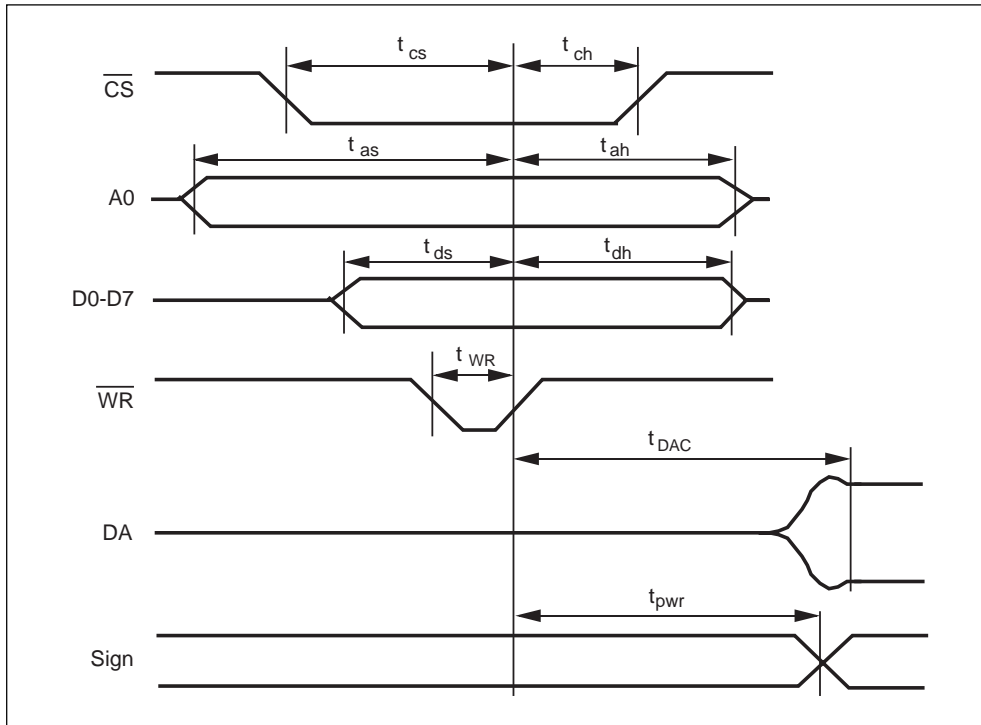 t cs
t ch
CS
t as
t ah
A0
t ds
t dh
D0-D7
t WR
WR
t DAC
DA
t pwr
Sign